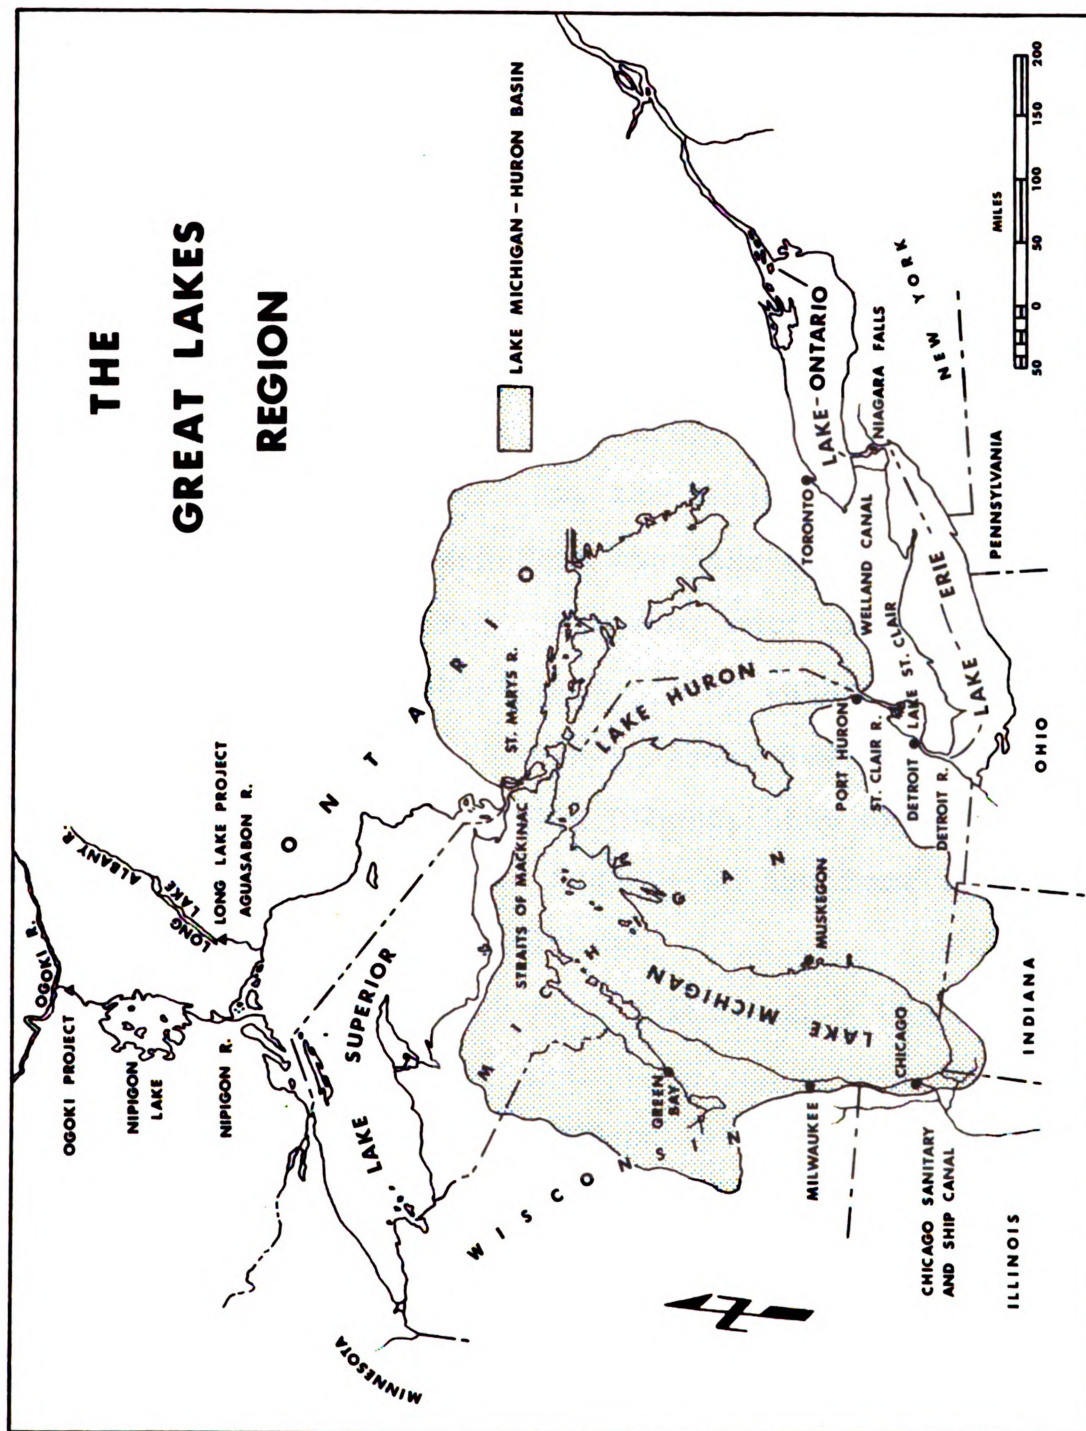 THE
GREAT LAKES
REGION
LAKE MICHIGAN-HURON BASIN
OGOKI R.
OGOKI PROJECT
ALBANY R.
LONG LAKE
LONG LAKE PROJECT
AGUASABON R.
NIPIGON
LAKE
NIPIGON R.
ONTARIO
LAKE SUPERIOR
MINNESOTA
WISCONSIN
MICHIGAN
ST. MARYS R.
STRAITS OF MACKINAC
LAKE HURON
LAKE MICHIGAN
GREEN
BAY
MUSKEGON
MILWAUKEE
CHICAGO
CHICAGO SANITARY
AND SHIP CANAL
ILLINOIS
INDIANA
OHIO
PORT HURON
ST. CLAIR R.
DETROIT
LAKE ST. CLAIR
DETROIT R.
LAKE ERIE
WELLAND CANAL
TORONTO
LAKE-ONTARIO
NIAGARA FALLS
NEW YORK
PENNSYLVANIA
MILES
50 0 50 100 150 200